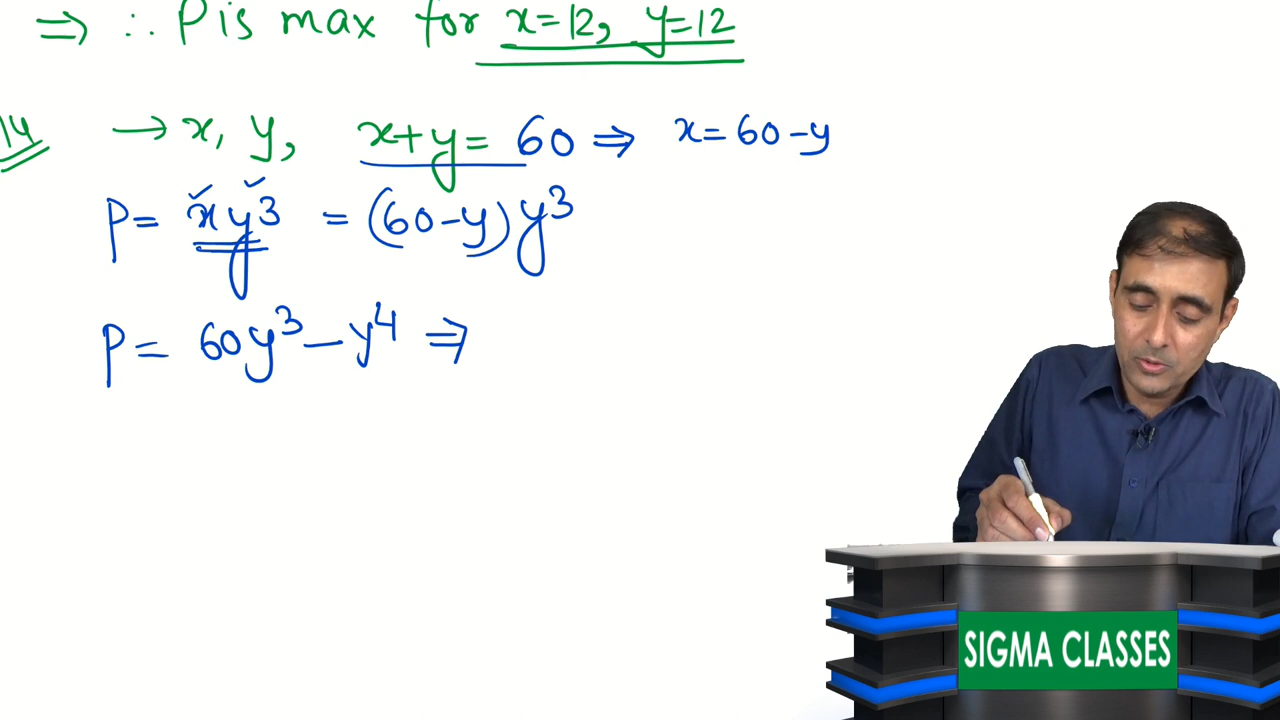 ⇒ ∴ P is max for x=12, y=12
14 → x, y, x+y= 60 ⇒ x= 60-y
P= xy³ = (60-y)y³
P= 60y³-y⁴ ⇒
SIGMA CLASSES